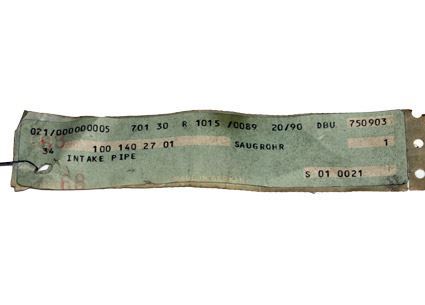 021/000000005 701 30 R 1015 /0089 20/90 DBU 750903
34 100 140 27 01 SAUGROHR 1
INTAKE PIPE
S 01 0021
68